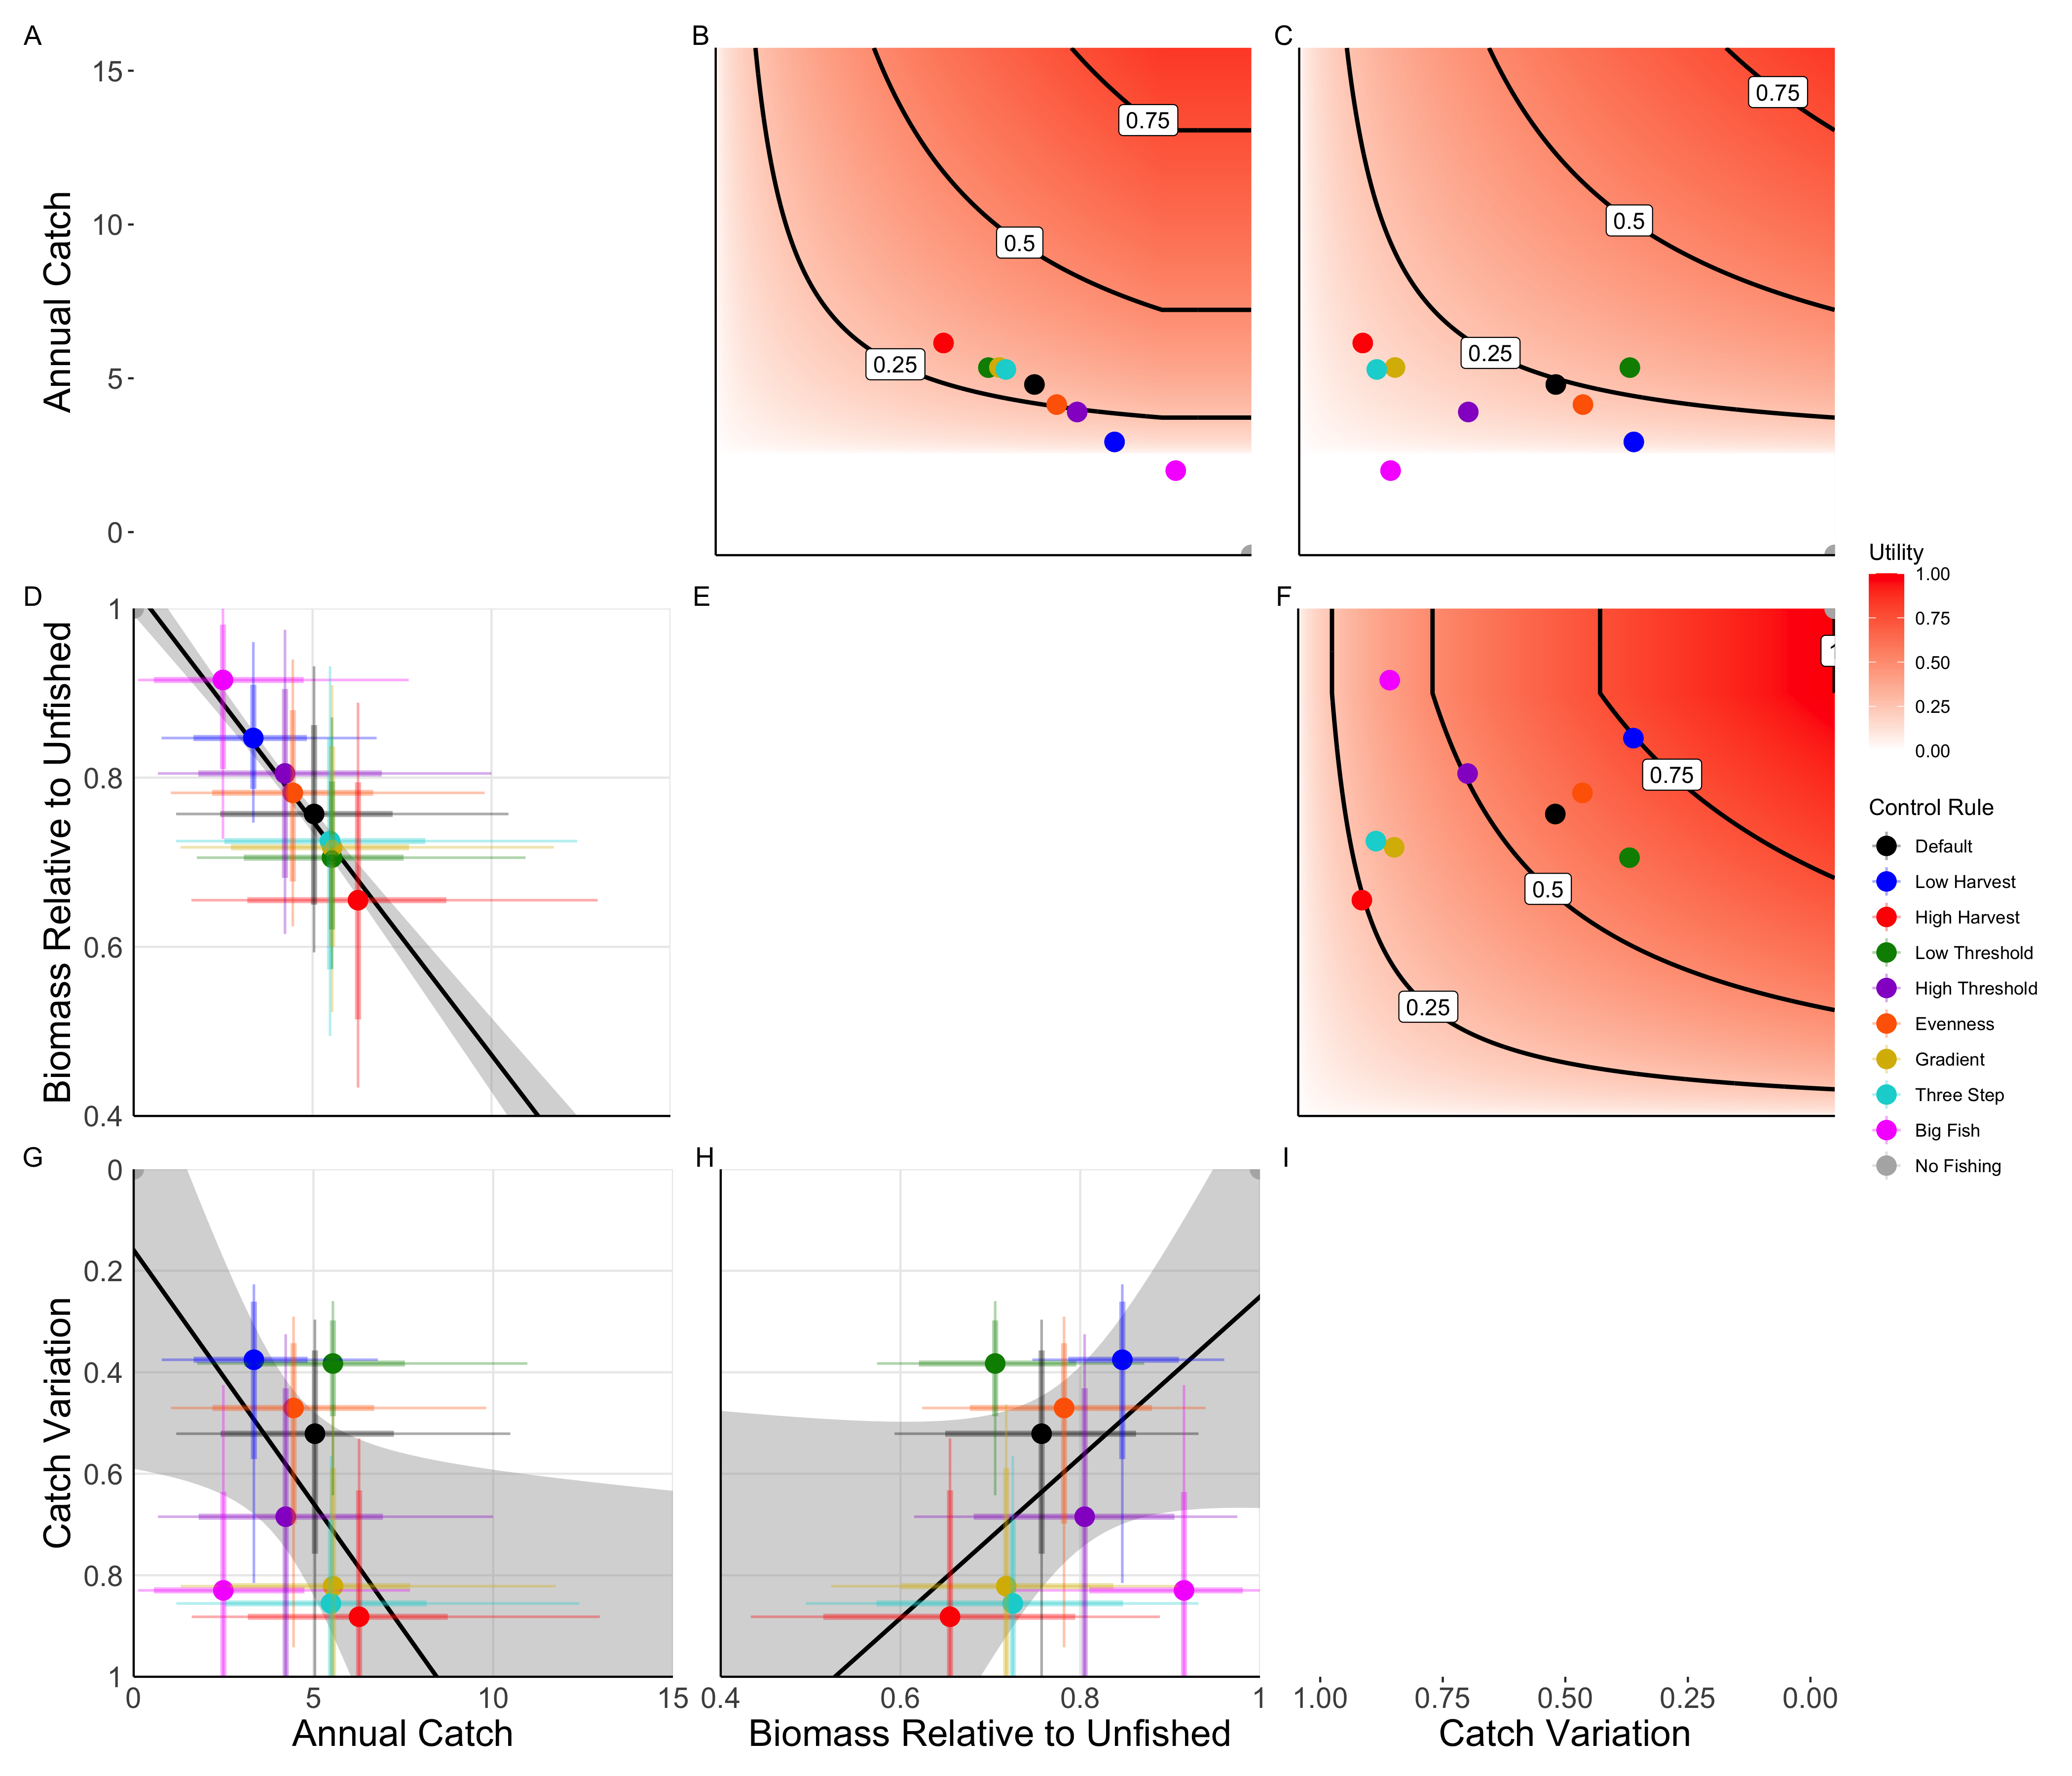 A
B
C
15
10
5
0
Annual Catch
0.75
0.5
0.25
0.75
0.5
0.25
Utility
1.00
0.75
0.50
0.25
0.00
D
E
F
1
0.8
0.6
0.4
Biomass Relative to Unfished
1
0.75
0.5
0.25
Control Rule
Default
Low Harvest
High Harvest
Low Threshold
High Threshold
Evenness
Gradient
Three Step
Big Fish
No Fishing
G
H
I
0
0.2
0.4
0.6
0.8
1
Catch Variation
0
5
10
15
0.4
0.6
0.8
1
1.00
0.75
0.50
0.25
0.00
Annual Catch
Biomass Relative to Unfished
Catch Variation